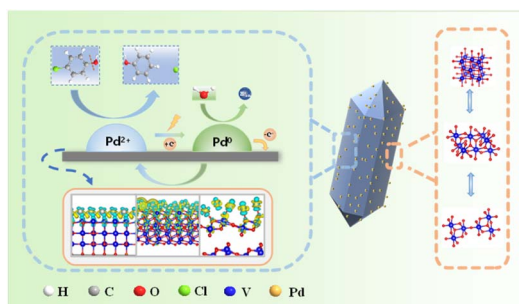 Pd²⁺
+e⁻
Pd⁰
-e⁻
H C O Cl V Pd